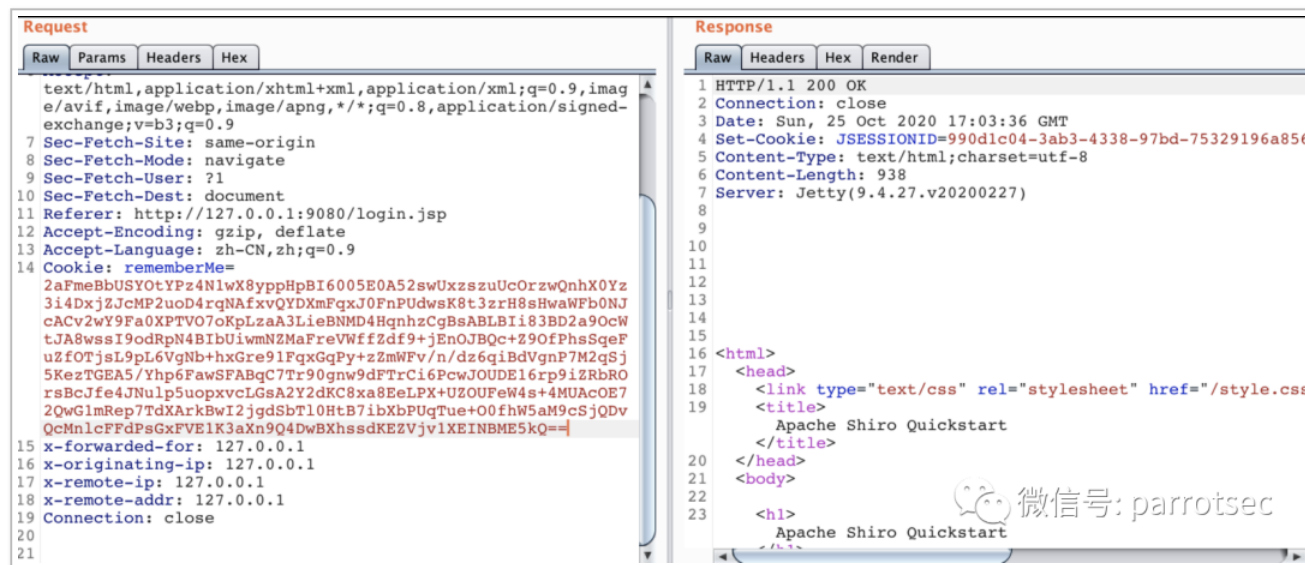 Request
Raw Params Headers Hex
text/html,application/xhtml+xml,application/xml;q=0.9,imag
e/avif,image/webp,image/apng,*/*;q=0.8,application/signed-
exchange;v=b3;q=0.9
7 Sec-Fetch-Site: same-origin
8 Sec-Fetch-Mode: navigate
9 Sec-Fetch-User: ?1
10 Sec-Fetch-Dest: document
11 Referer: http://127.0.0.1:9080/login.jsp
12 Accept-Encoding: gzip, deflate
13 Accept-Language: zh-CN,zh;q=0.9
14 Cookie: rememberMe=
2aFmeBbUSYOtYPz4N1wX8yppHpBI6005E0A52swUxzszuUcOrzwQnhX0Yz
3i4DxjZJcMP2uoD4rqNAfxvQYDXmFqxJ0FnPUdwsK8t3zrH8sHwaWFb0NJ
cACv2wY9Fa0XPTVO7oKpLzaA3LieBNMD4HqnhzCgBsABLBIi83BD2a9OcW
tJA8wssI9odRpN4BIbUiwmNZMaFreVWffZdf9+jEnOJBQc+Z9OfPhsSqeF
uZfOTjsL9pL6VgNb+hxGre91FqxGqPy+zZmWFv/n/dz6qiBdVgnP7M2qSj
5KezTGEA5/Yhp6FawSFABqC7Tr90gnw9dFTrCi6PcwJOUDE16rp9iZRbRO
rsBcJfe4JNulp5uopxvcLGsA2Y2dKC8xa8EeLPX+UZOUFeW4s+4MUAcOE7
2QwGlmRep7TdXArkBwI2jgdSbTl0HtB7ibXbPUqTue+O0fhW5aM9cSjQDv
QcMnlcFFdPsGxFVE1K3aXn9Q4DwBXhssdKEZVjv1XEINBME5kQ==
15 x-forwarded-for: 127.0.0.1
16 x-originating-ip: 127.0.0.1
17 x-remote-ip: 127.0.0.1
18 x-remote-addr: 127.0.0.1
19 Connection: close
20
21
Response
Raw Headers Hex Render
1 HTTP/1.1 200 OK
2 Connection: close
3 Date: Sun, 25 Oct 2020 17:03:36 GMT
4 Set-Cookie: JSESSIONID=990d1c04-3ab3-4338-97bd-75329196a856
5 Content-Type: text/html;charset=utf-8
6 Content-Length: 938
7 Server: Jetty(9.4.27.v20200227)
8
9
10
11
12
13
14
15
16 <html>
17 <head>
18 <link type="text/css" rel="stylesheet" href="/style.css
19 <title>
Apache Shiro Quickstart
</title>
20 </head>
21 <body>
22
23 <h1>
Apache Shiro Quickstart
微信号: parrotsec